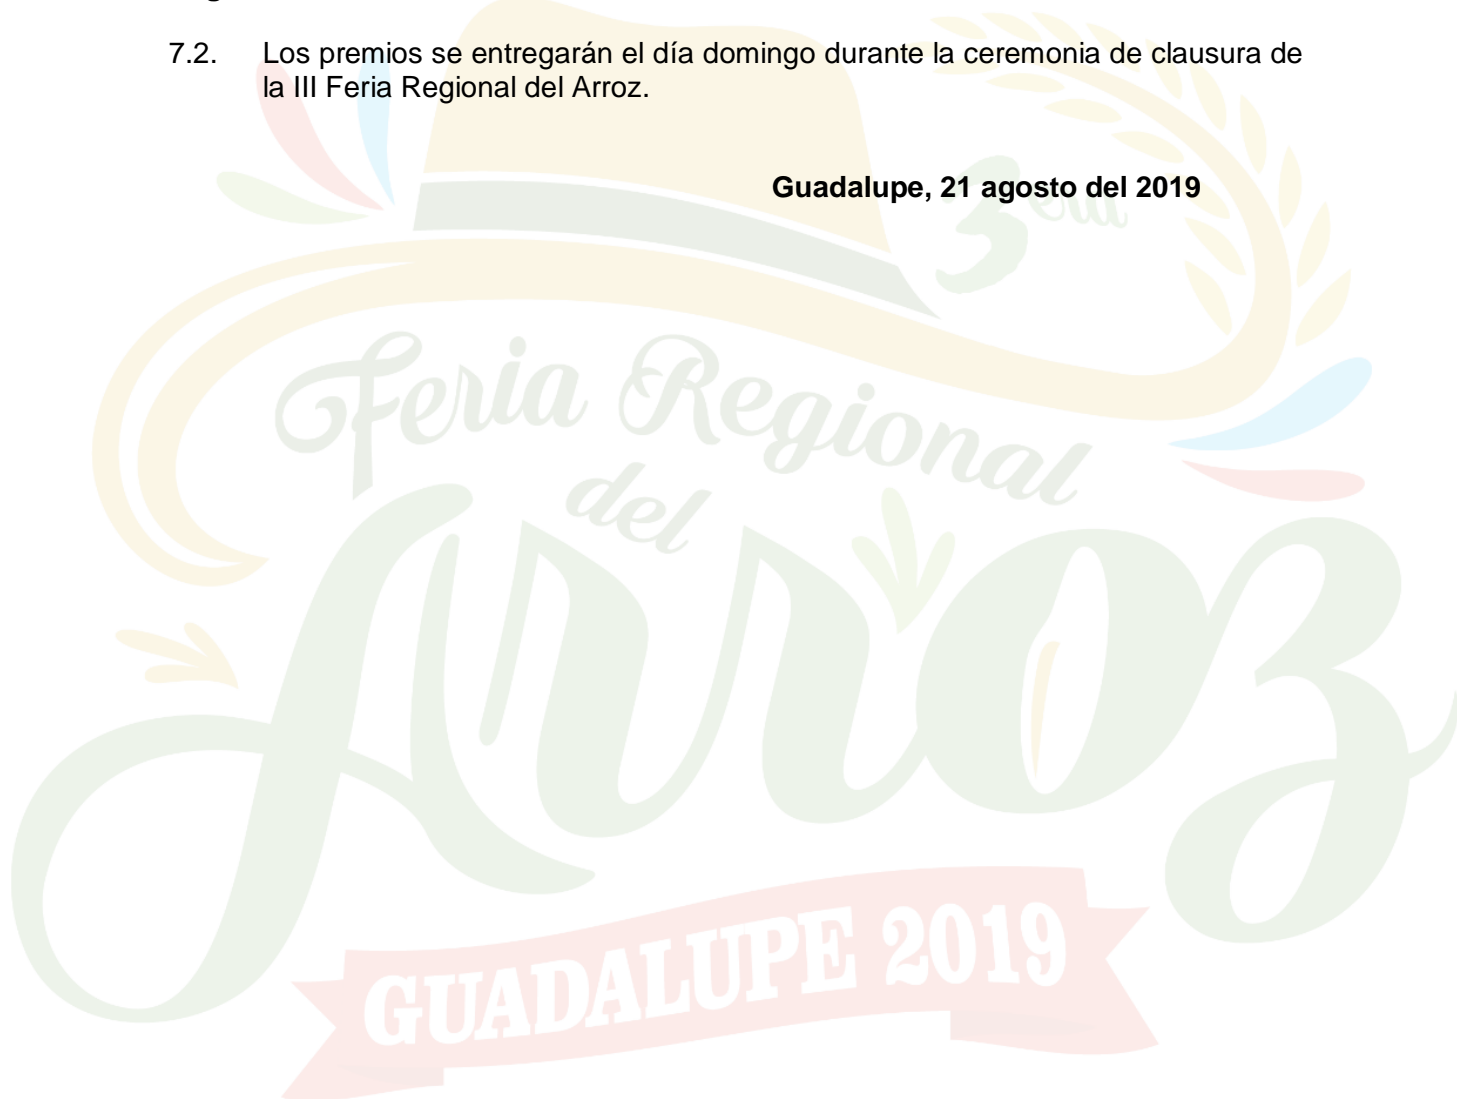 7.2. Los premios se entregarán el día domingo durante la ceremonia de clausura de
la III Feria Regional del Arroz.
Guadalupe, 21 agosto del 2019
3era
Feria Regional
del
Arroz
GUADALUPE 2019